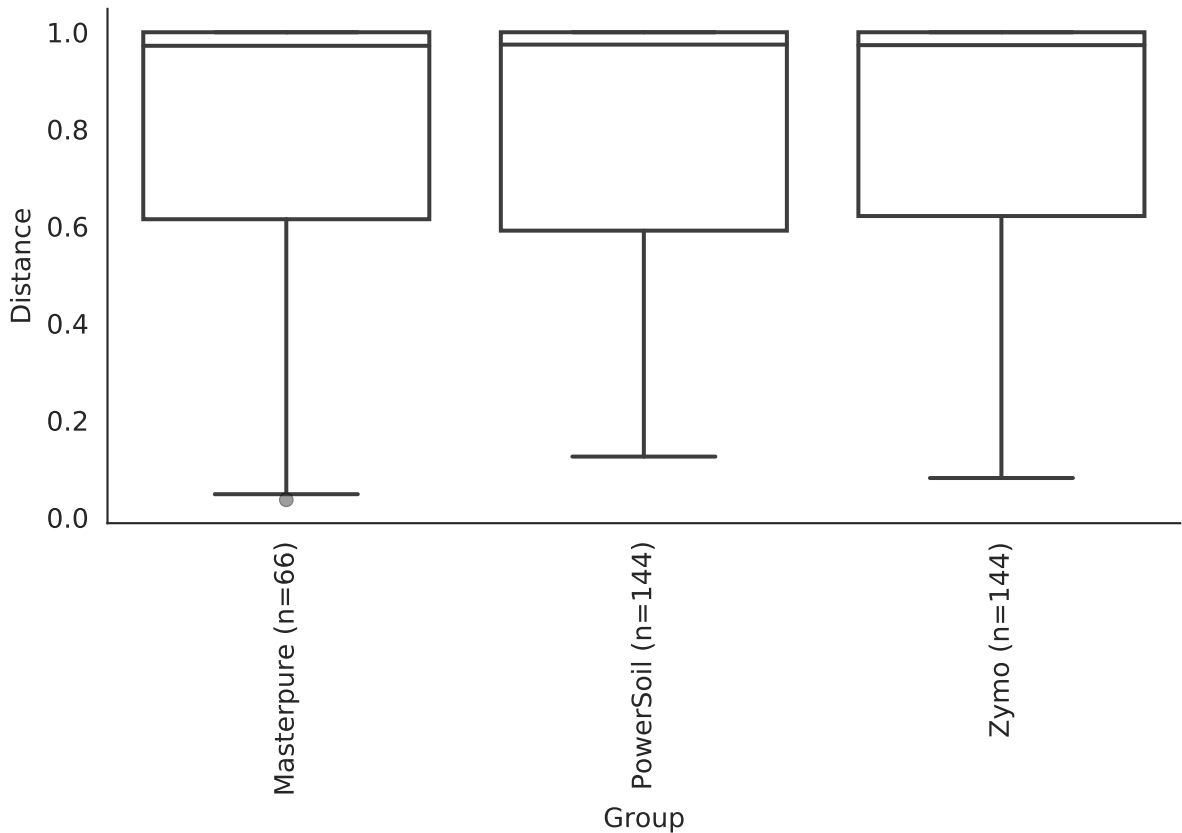 1.0
0.8
0.6
0.4
0.2
0.0
Distance
Masterpure (n=66)
PowerSoil (n=144)
Zymo (n=144)
Group